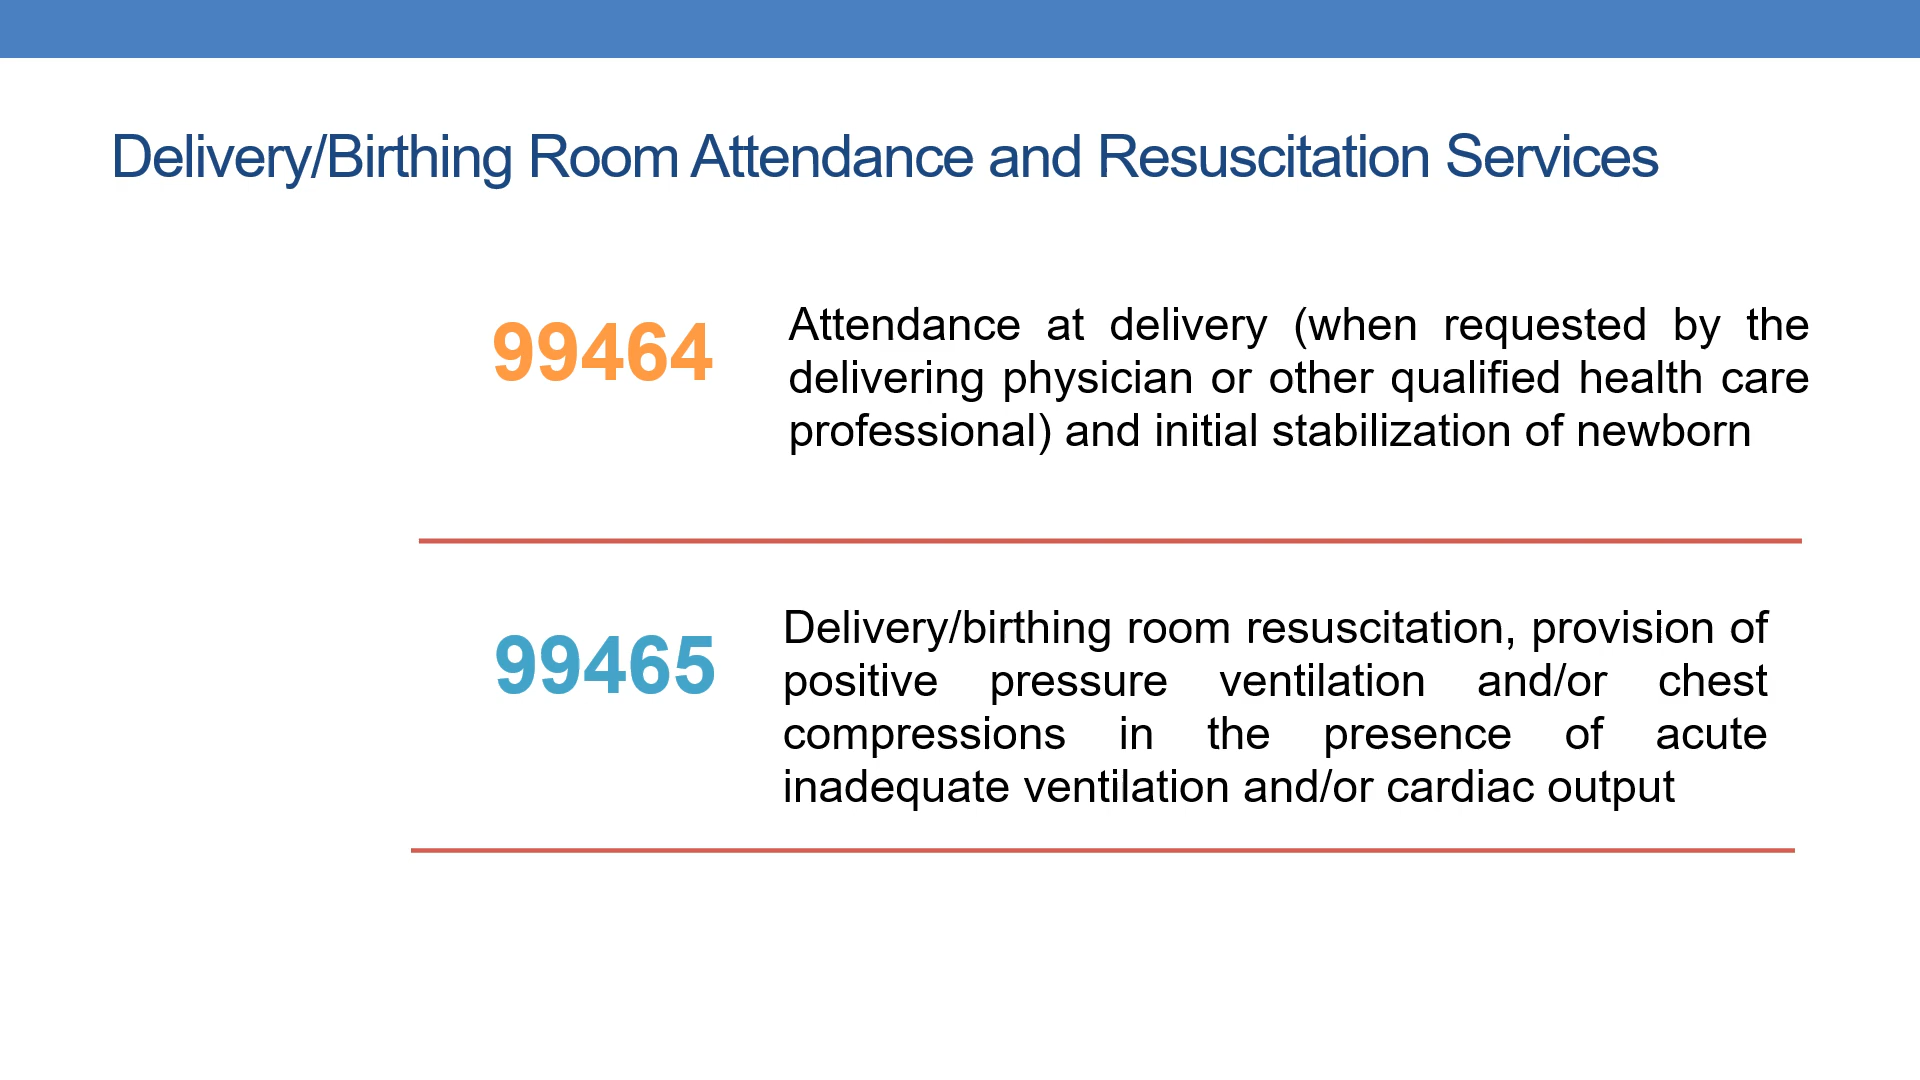 Delivery/Birthing Room Attendance and Resuscitation Services
99464
Attendance at delivery (when requested by the
delivering physician or other qualified health care
professional) and initial stabilization of newborn
99465
Delivery/birthing room resuscitation, provision of
positive pressure ventilation and/or chest
compressions in the presence of acute
inadequate ventilation and/or cardiac output